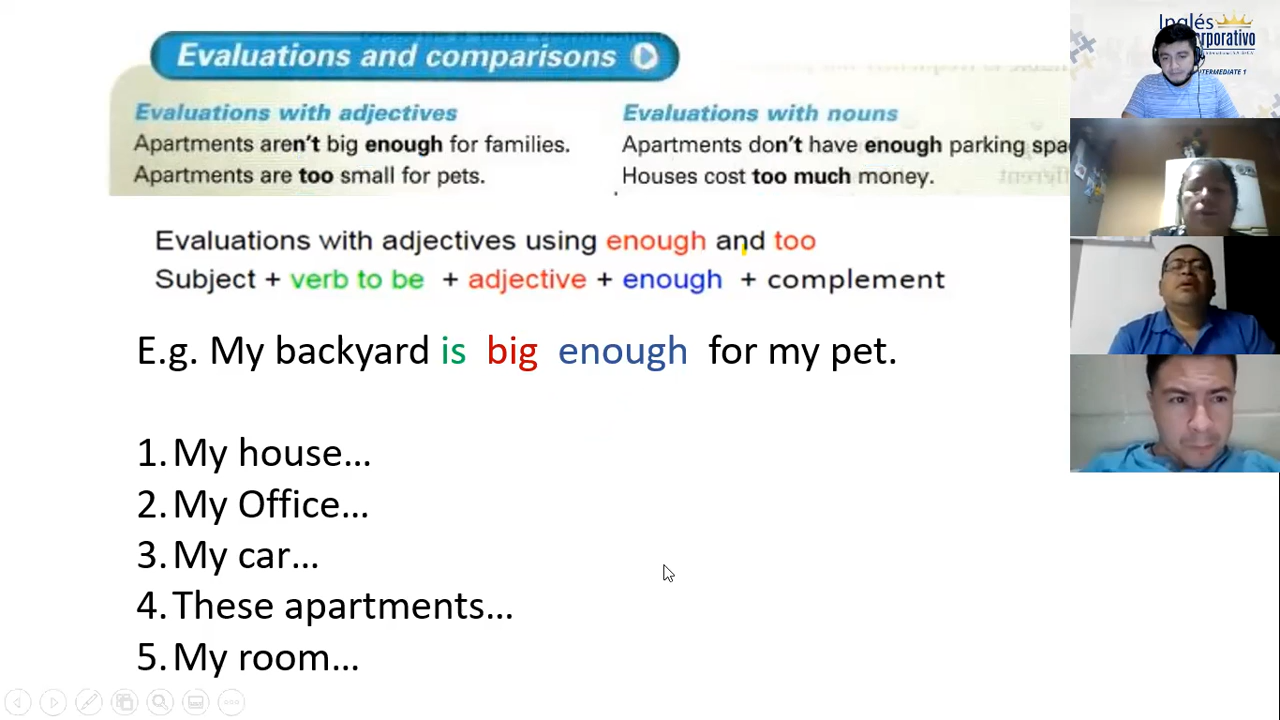 Evaluations and comparisons
Evaluations with adjectives
Apartments aren't big enough for families.
Apartments are too small for pets.
Evaluations with nouns
Apartments don't have enough parking spa
Houses cost too much money.
Evaluations with adjectives using enough and too
Subject + verb to be + adjective + enough + complement
E.g. My backyard is big enough for my pet.
1. My house...
2. My Office...
3. My car...
4. These apartments...
5. My room...
Inglés
rporativo
TERMEDIATE 1